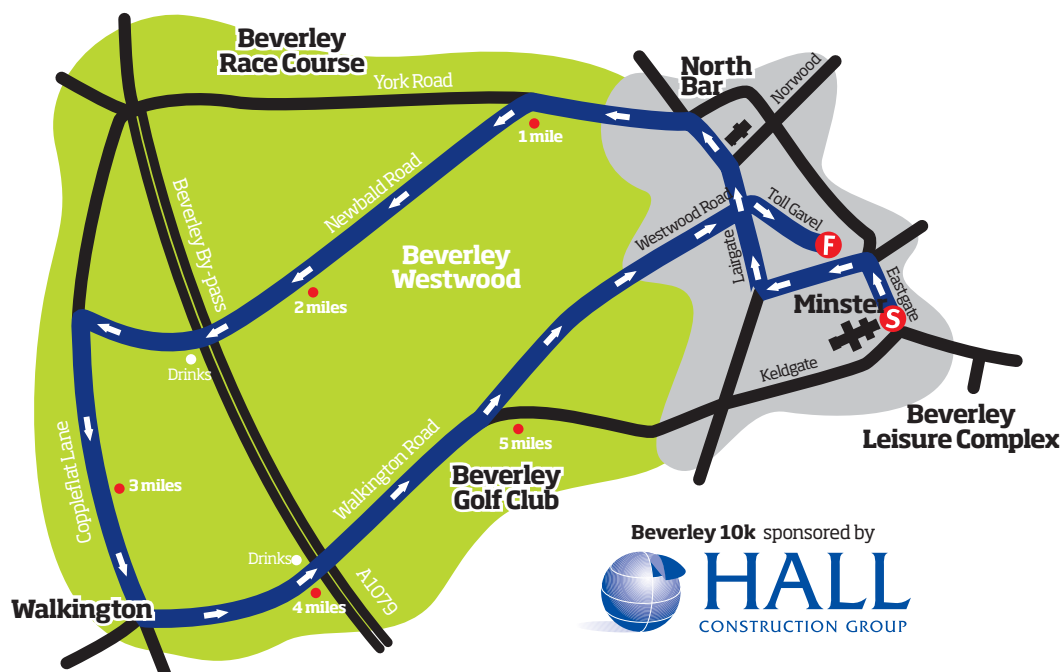 Beverley
Race Course
York Road
North
Bar
Norwood
1 mile
Newbald Road
Beverley By-pass
Westwood Road
Toll Gavel
F
Lairgate
Beverley
Westwood
2 miles
Minster
Eastgate
S
Drinks
Keldgate
Beverley
Leisure Complex
Coppleflat Lane
3 miles
Walkington Road
5 miles
Beverley
Golf Club
Drinks
A1079
4 miles
Walkington
Beverley 10k sponsored by
HALL
CONSTRUCTION GROUP